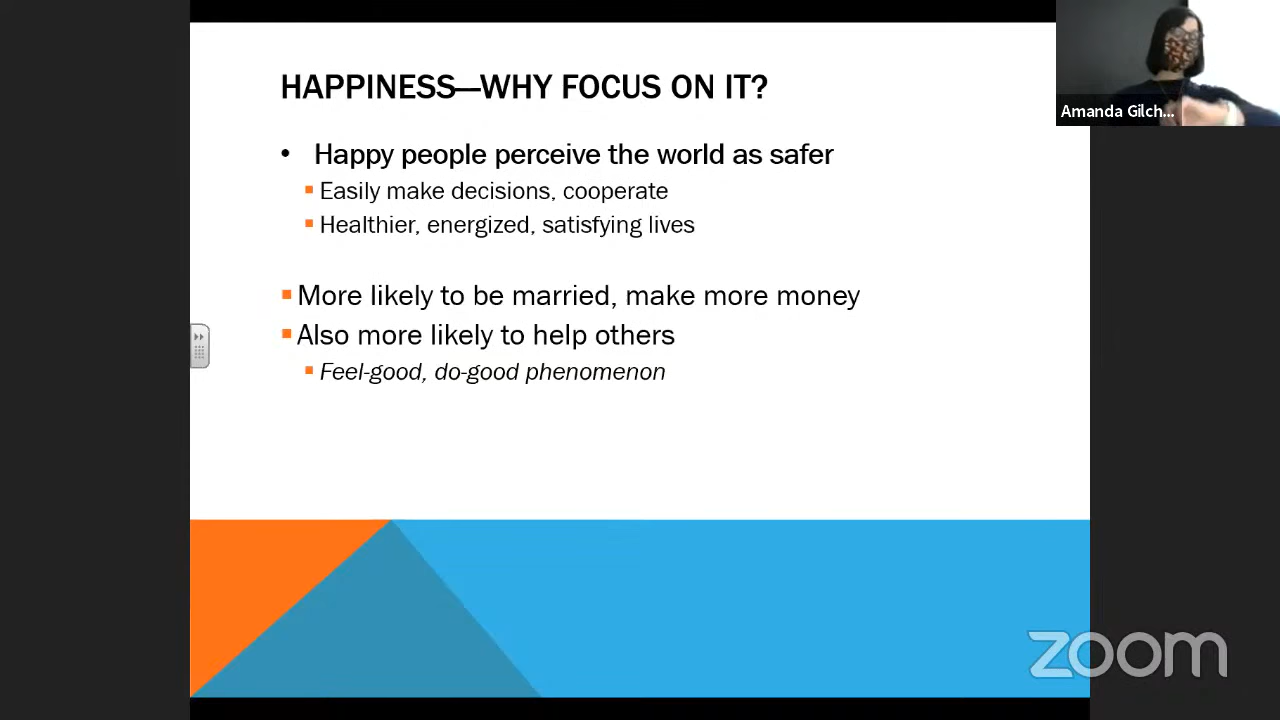 HAPPINESS—WHY FOCUS ON IT?
Amanda Gilch...
• Happy people perceive the world as safer
Easily make decisions, cooperate
Healthier, energized, satisfying lives
More likely to be married, make more money
Also more likely to help others
Feel-good, do-good phenomenon
zoom